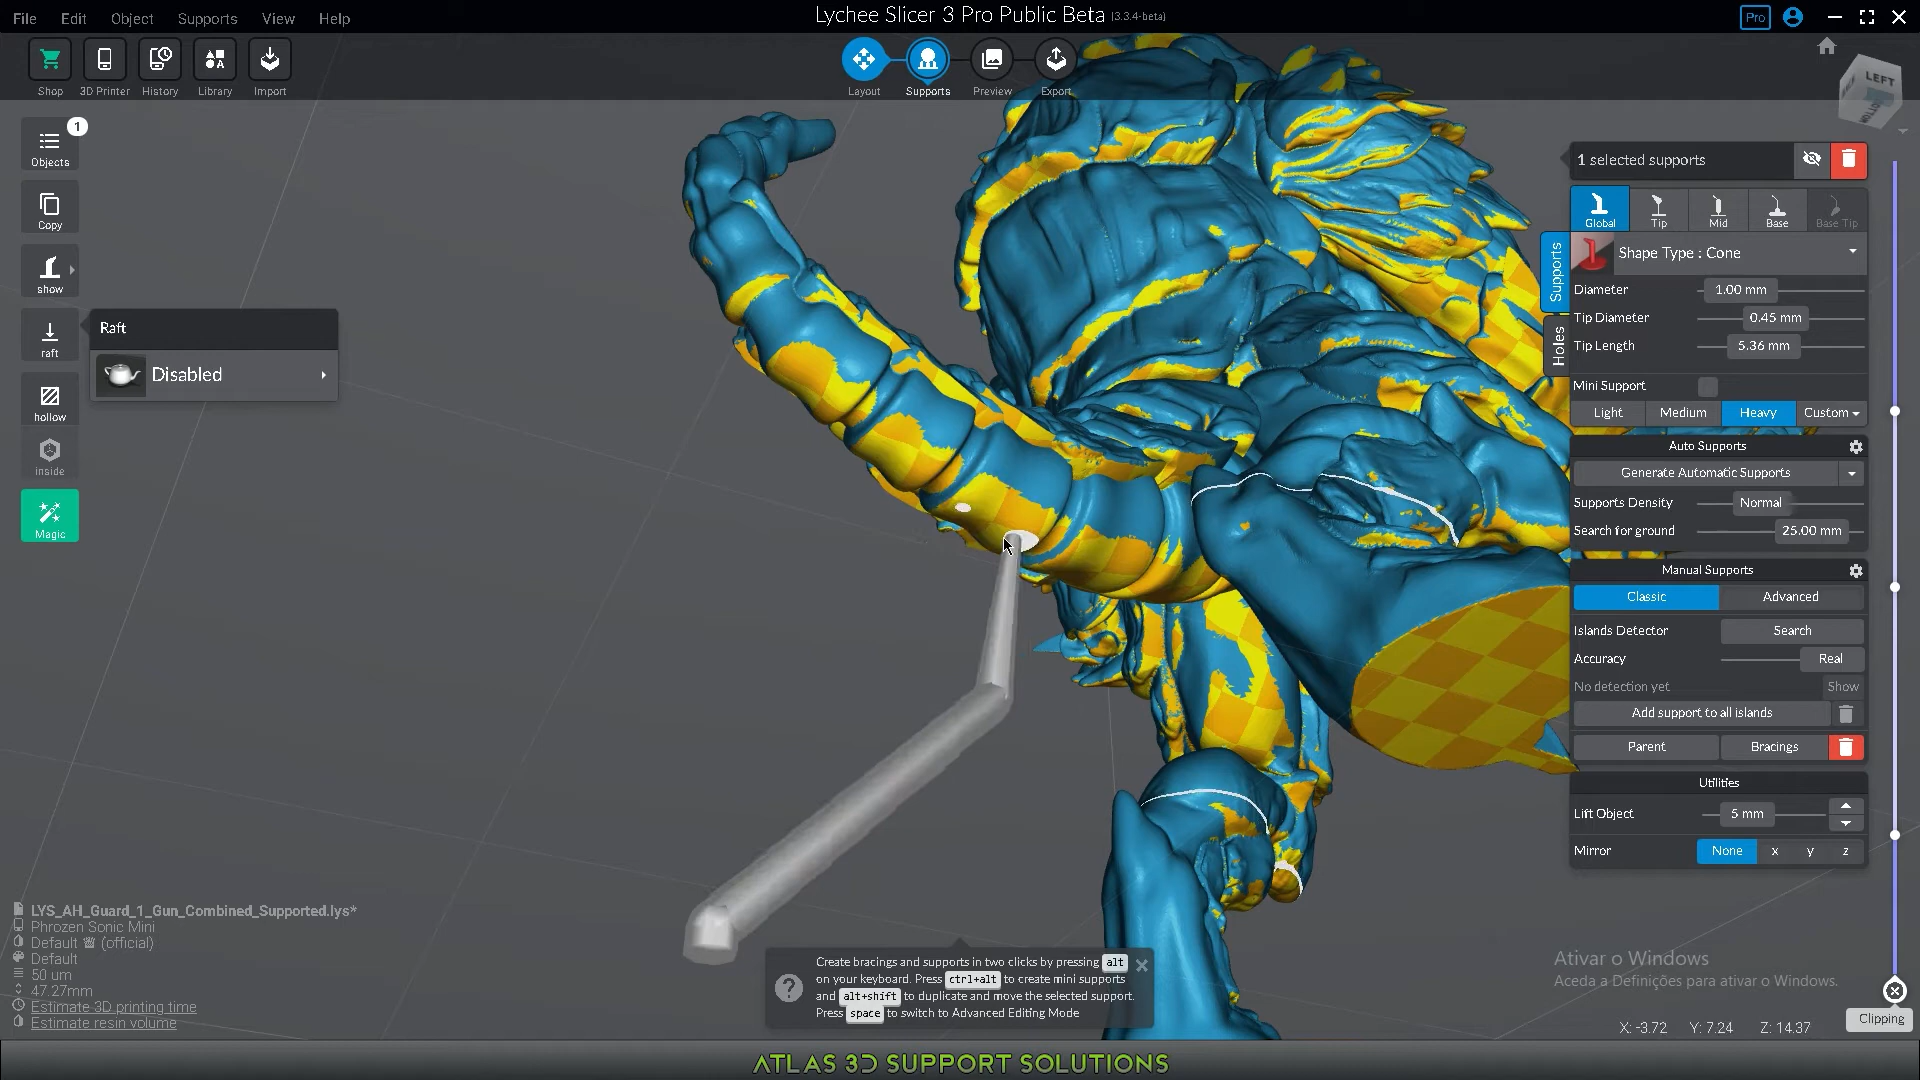 File Edit Object Supports View Help
Lychee Slicer 3 Pro Public Beta (3.3.4-beta)
Pro
Shop 3D Printer History Library Import
Layout Supports Preview Export
LEFT
BOTTOM
Objects 1
Copy
show
raft
hollow
inside
Magic
Raft
Disabled
1 selected supports
Global Tip Mid Base Base Tip
Supports
Holes
Shape Type : Cone
Diameter 1.00 mm
Tip Diameter 0.45 mm
Tip Length 5.36 mm
Mini Support
Light Medium Heavy Custom
Auto Supports
Generate Automatic Supports
Supports Density Normal
Search for ground 25.00 mm
Manual Supports
Classic Advanced
Islands Detector Search
Accuracy Real
No detection yet Show
Add support to all islands
Parent Bracings
Utilities
Lift Object 5 mm
Mirror None x y z
LYS_AH_Guard_1_Gun_Combined_Supported.lys*
Phrozen Sonic Mini
Default (official)
Default
50 um
47.27mm
Estimate 3D printing time
Estimate resin volume
Create bracings and supports in two clicks by pressing alt
on your keyboard. Press ctrl+alt to create mini supports
and alt+shift to duplicate and move the selected support.
Press space to switch to Advanced Editing Mode
Ativar o Windows
Aceda a Definições para ativar o Windows.
Clipping
X: -3.72 Y: 7.24 Z: 14.37
ATLAS 3D SUPPORT SOLUTIONS